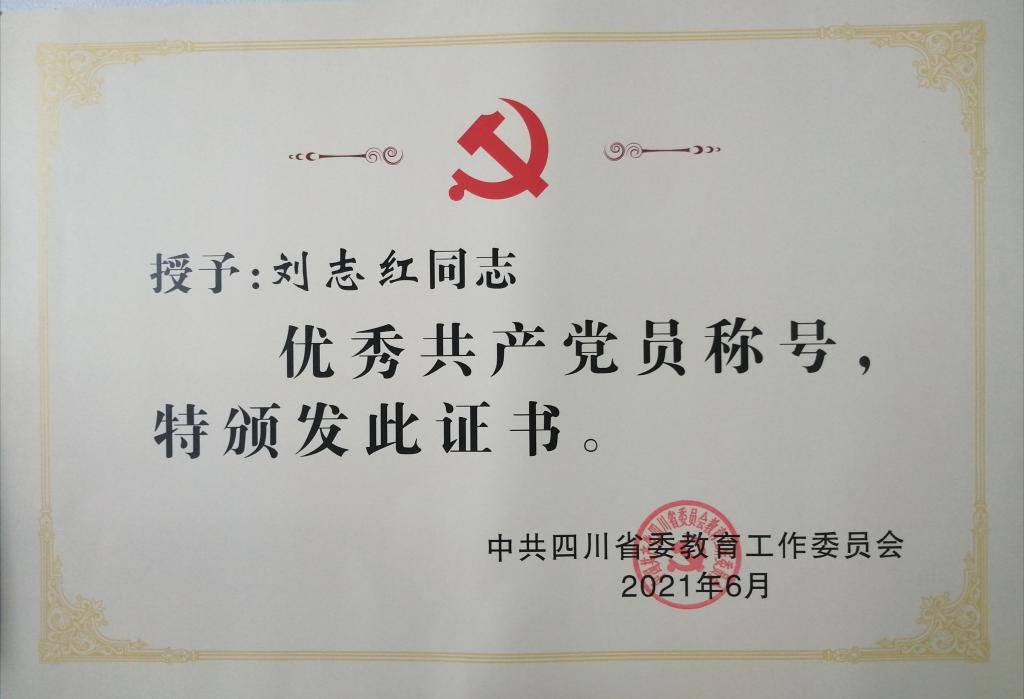 授予：刘志红同志
优秀共产党员称号，
特颁发此证书。
中共四川省委教育工作委员会
2021年6月